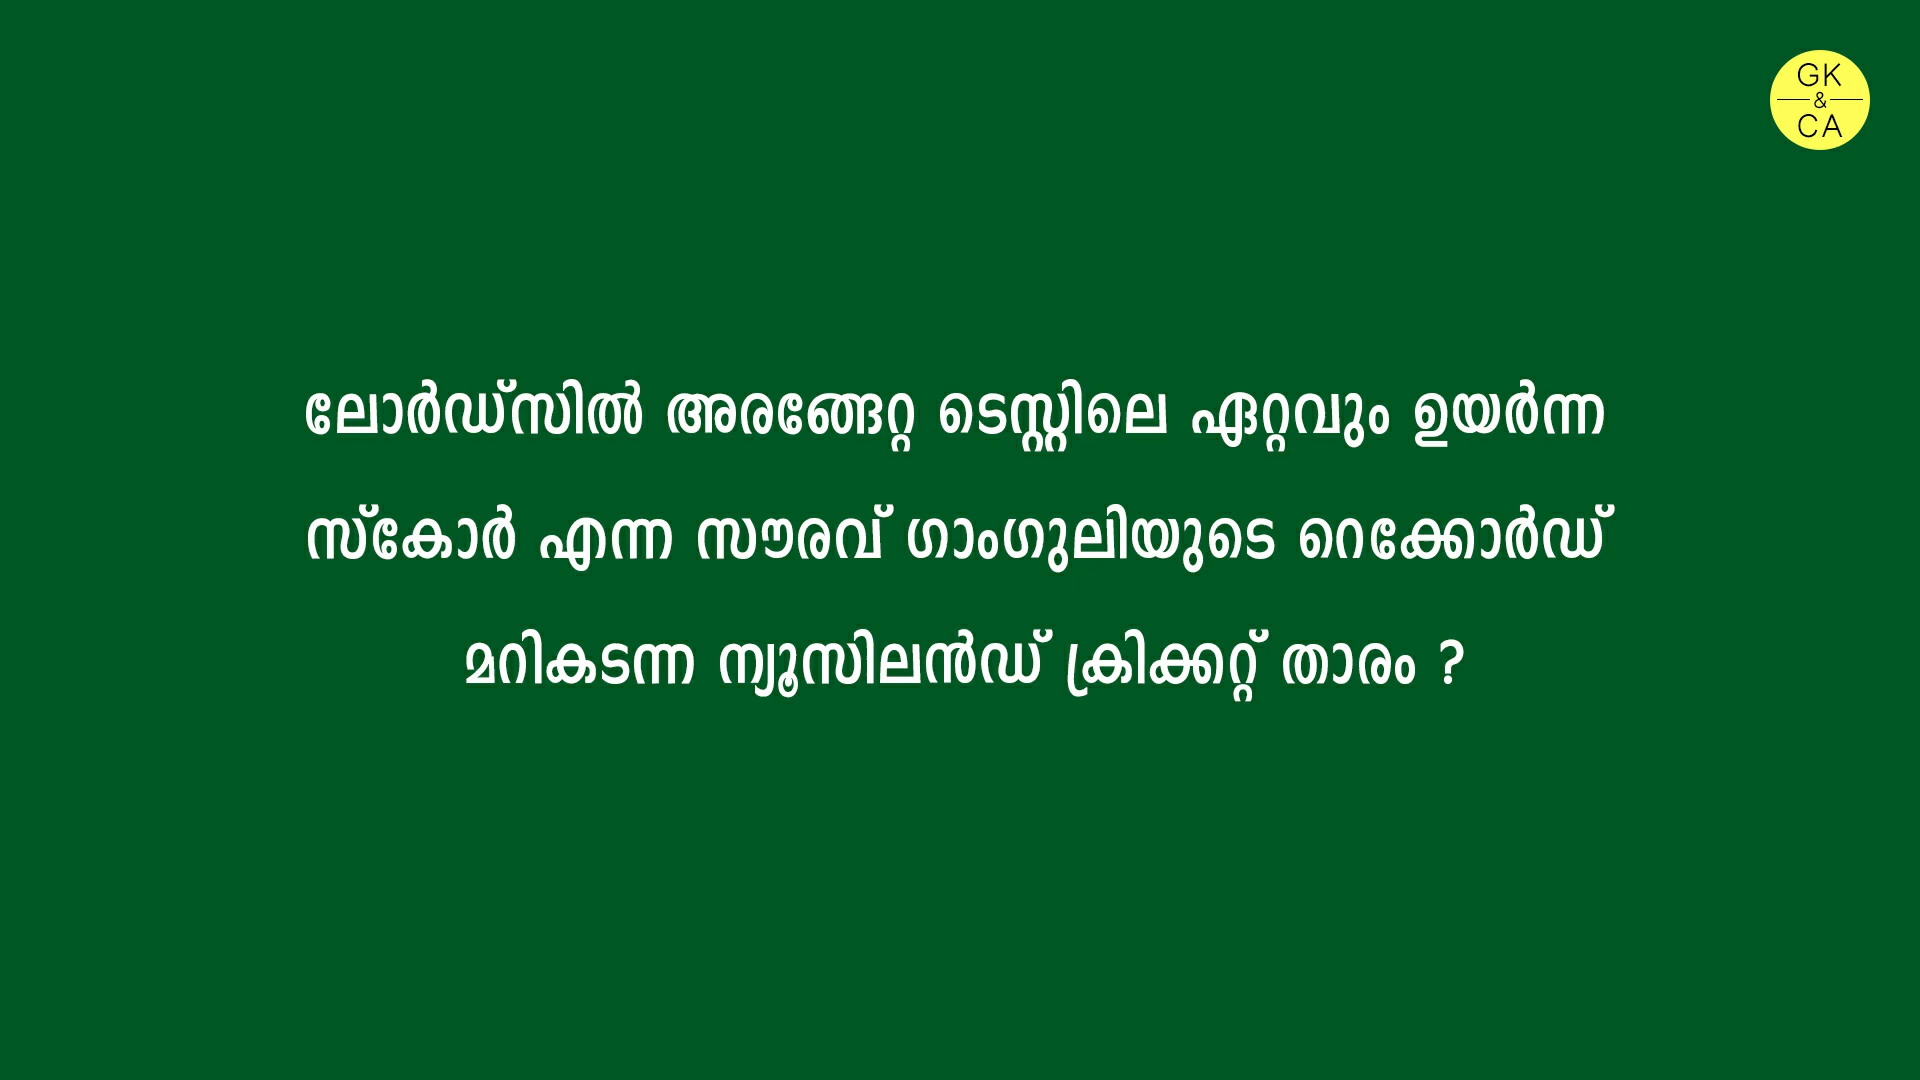 GK
&
CA
ലോർഡ്സിൽ അരങ്ങേറ്റ ടെസ്റ്റിലെ ഏറ്റവും ഉയർന്ന
സ്കോർ എന്ന സൗരവ് ഗാംഗുലിയുടെ റെക്കോർഡ്
മറികടന്ന ന്യൂസിലൻഡ് ക്രിക്കറ്റ് താരം ?